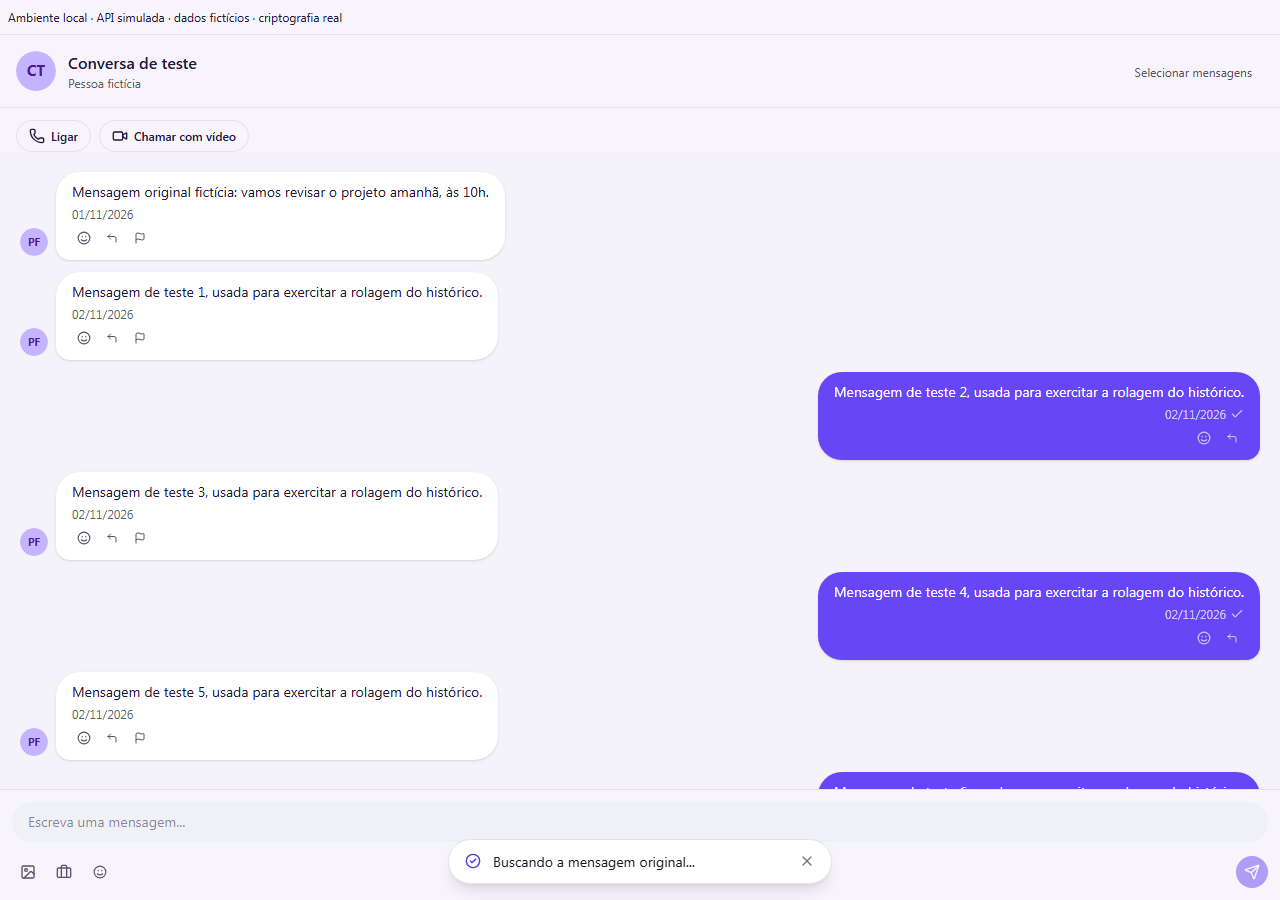 Ambiente local · API simulada · dados fictícios · criptografia real
CT
Conversa de teste
Pessoa fictícia
Selecionar mensagens
Ligar
Chamar com vídeo
Mensagem original fictícia: vamos revisar o projeto amanhã, às 10h.
01/11/2026
PF
Mensagem de teste 1, usada para exercitar a rolagem do histórico.
02/11/2026
PF
Mensagem de teste 2, usada para exercitar a rolagem do histórico.
02/11/2026
Mensagem de teste 3, usada para exercitar a rolagem do histórico.
02/11/2026
PF
Mensagem de teste 4, usada para exercitar a rolagem do histórico.
02/11/2026
Mensagem de teste 5, usada para exercitar a rolagem do histórico.
02/11/2026
PF
Escreva uma mensagem...
Buscando a mensagem original...